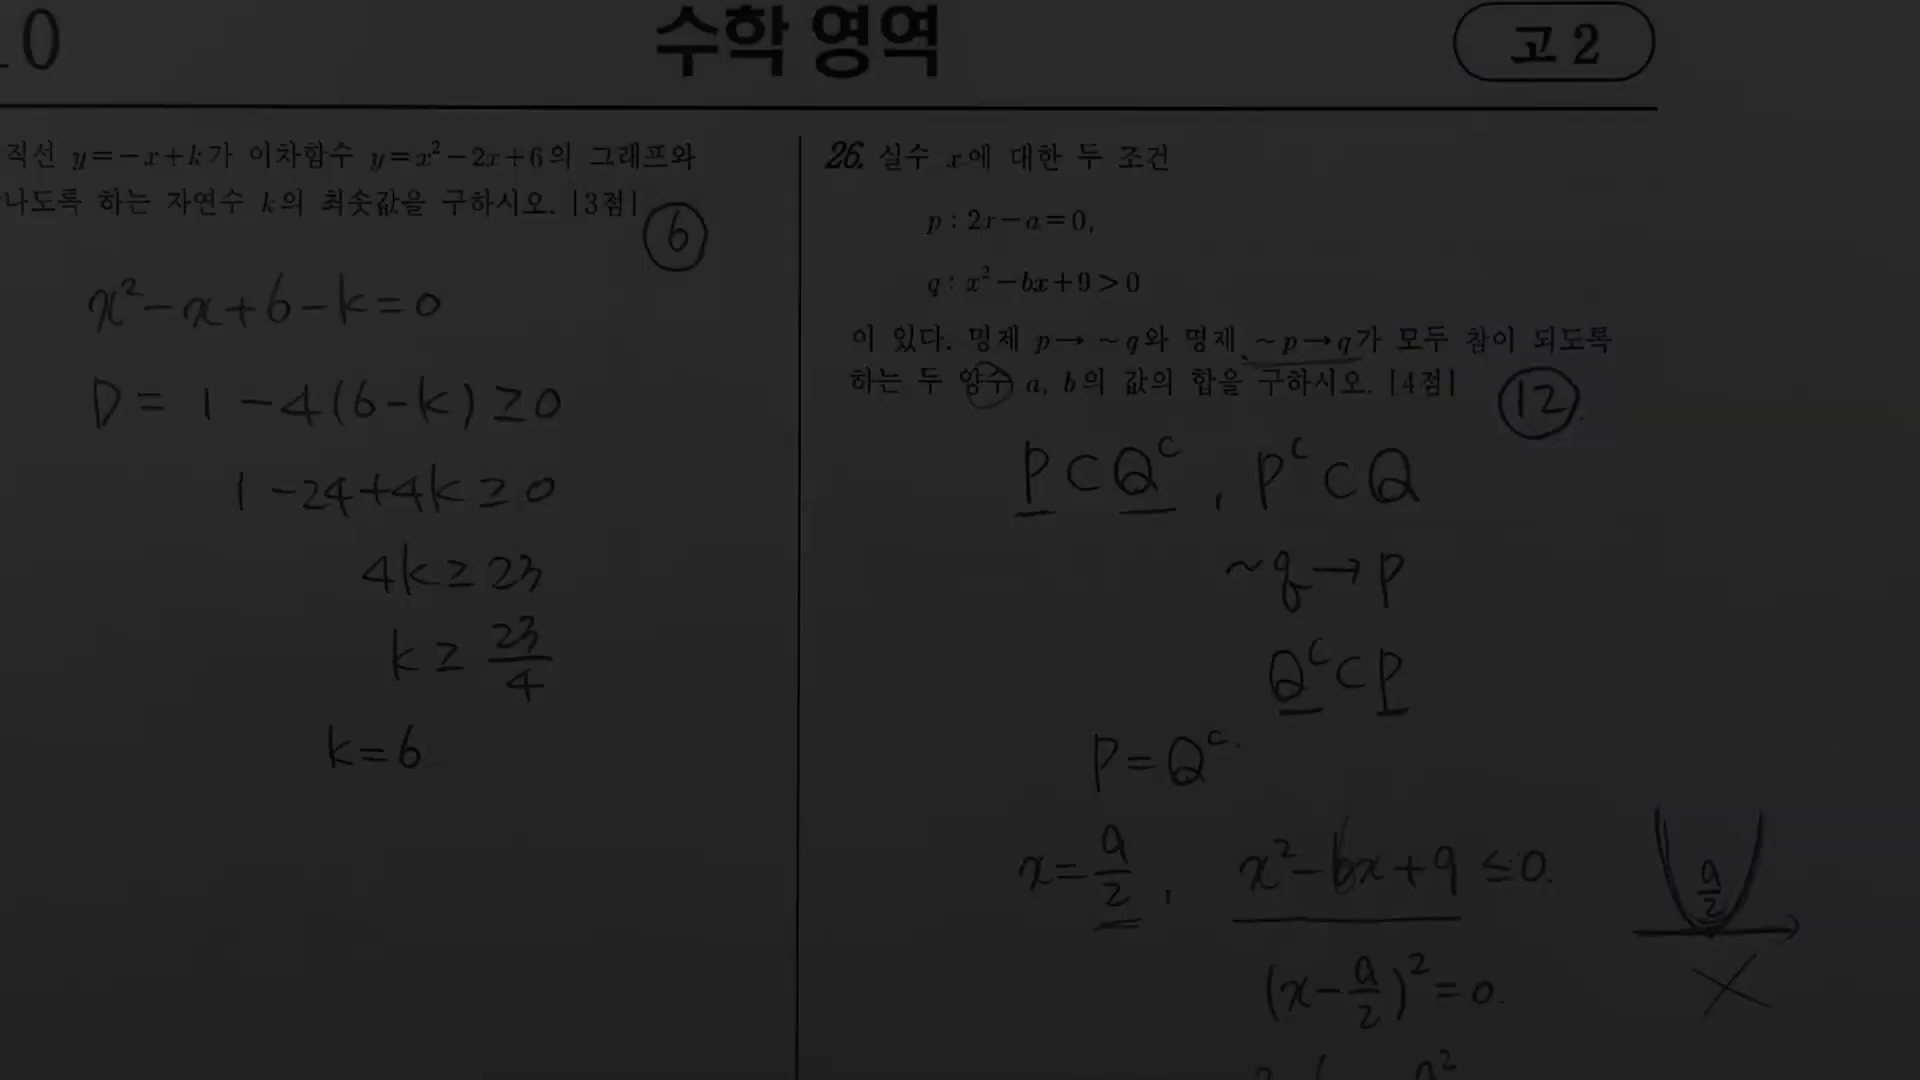 0
수학 영역
고 2
직선 y=-x+k가 이차함수 y=x²-2x+6의 그래프와
나도록 하는 자연수 k의 최솟값을 구하시오. [3점]
6
x²-x+6-k=0
D = 1-4(6-k)≥0
1-24+4k≥0
4k≥23
k≥23/4
k=6
26. 실수 x에 대한 두 조건
p : 2x-a=0,
q : x²-bx+9>0
이 있다. 명제 p→~q와 명제 ~p→q가 모두 참이 되도록
하는 두 양수 a, b의 값의 합을 구하시오. [4점]
12
P⊂Q^c, P^c⊂Q
~q→p
Q^c⊂P
P=Q^c.
x=a/2, x²-bx+9≤0.
a/2
(x-a/2)²=0.